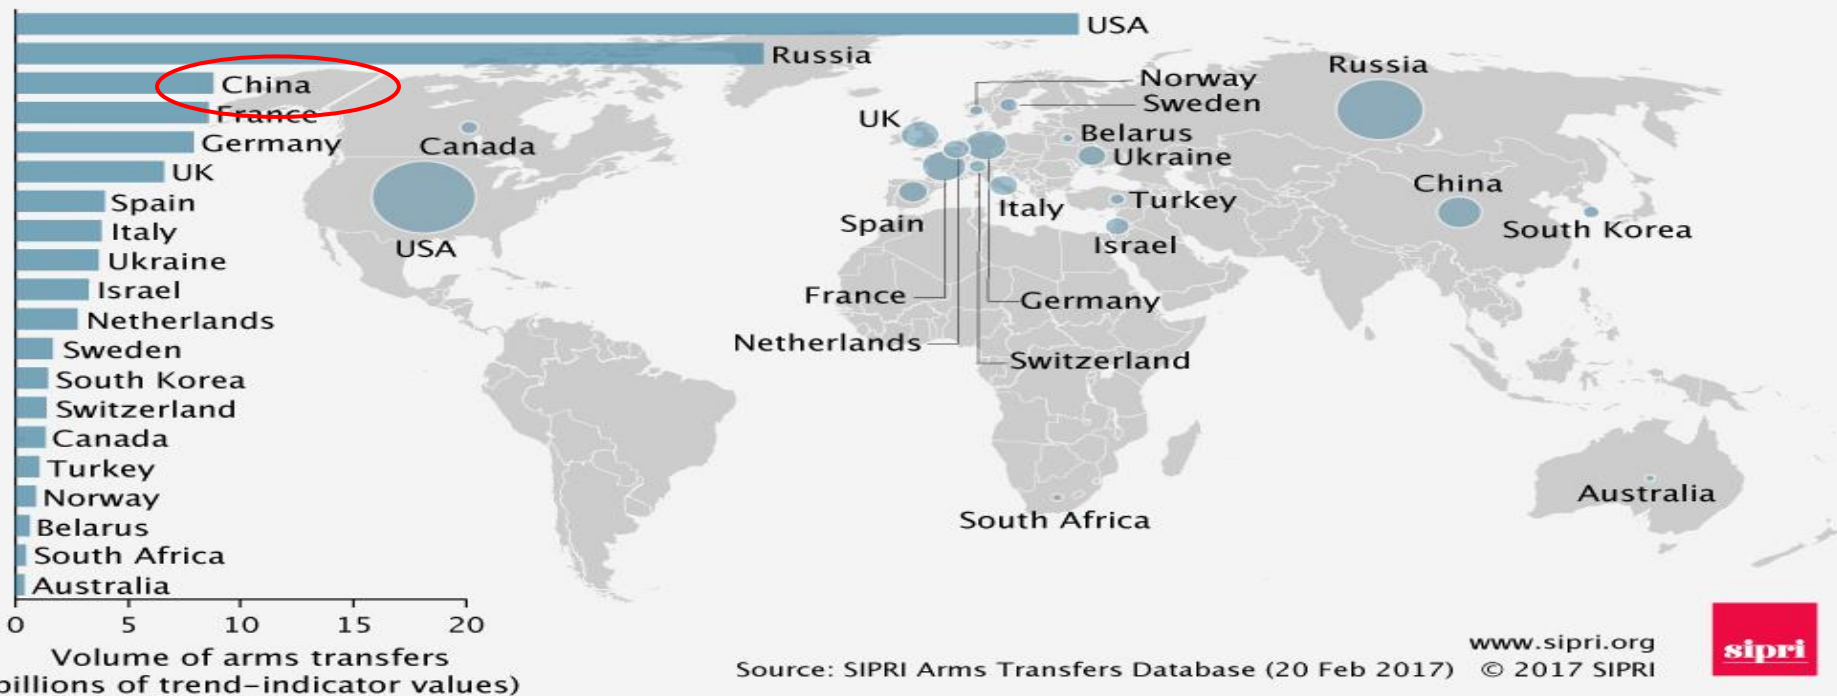 USA
Russia
China
France
Germany
UK
Spain
Italy
Ukraine
Israel
Netherlands
Sweden
South Korea
Switzerland
Canada
Turkey
Norway
Belarus
South Africa
Australia
0 5 10 15 20
Volume of arms transfers
billions of trend-indicator values)
Canada
USA
Norway
Sweden
UK
Belarus
Ukraine
Russia
China
South Korea
Turkey
Israel
Italy
Spain
France
Germany
Netherlands
Switzerland
South Africa
Australia
www.sipri.org
Source: SIPRI Arms Transfers Database (20 Feb 2017) © 2017 SIPRI
sipri